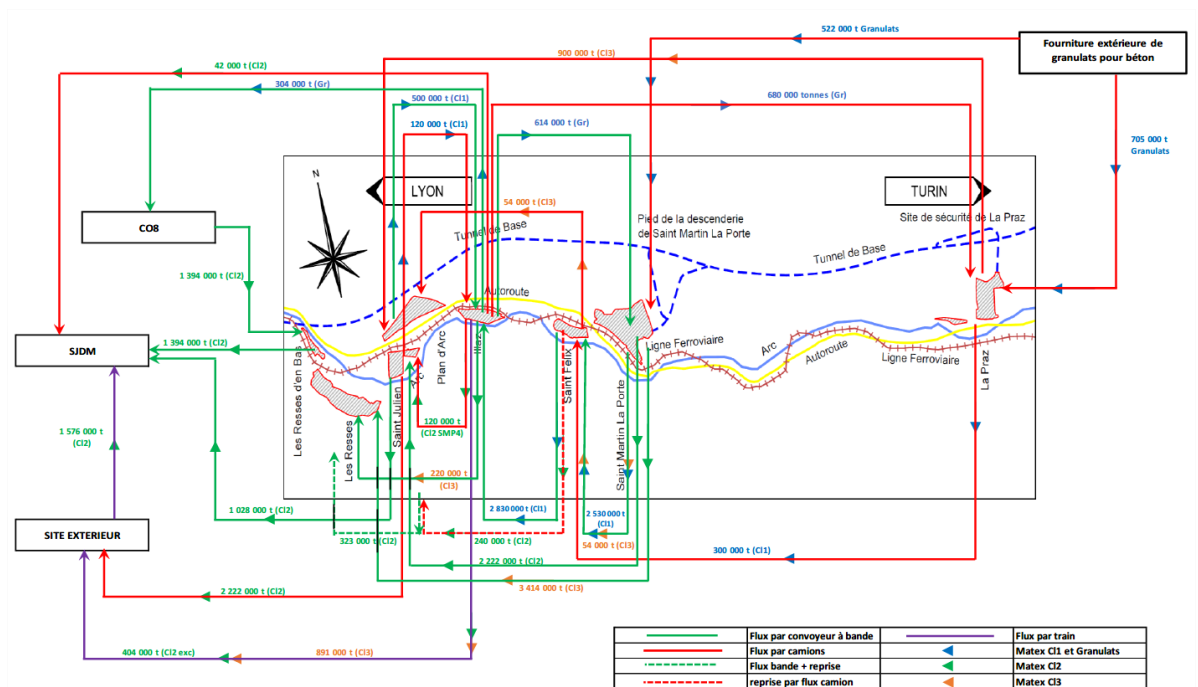 522 000 t Granulats
Fourniture extérieure de
granulats pour béton
900 000 t (Cl3)
42 000 t (Cl2)
304 000 t (Gr)
500 000 t (Cl1)
680 000 tonnes (Gr)
120 000 t (Cl1)
614 000 t (Gr)
705 000 t
Granulats
N
LYON
TURIN
54 000 t (Cl3)
Pied de la descenderie
de Saint Martin La Porte
Site de sécurité de La Praz
CO8
Tunnel de Base
Tunnel de Base
1 394 000 t (Cl2)
Autoroute
SJDM
1 394 000 t (Cl2)
Les Resses d'en Bas
Plan d'Arc
Arc
Illaz
Saint Félix
Ligne Ferroviaire
Arc
Autoroute
Ligne Ferroviaire
La Praz
Saint Julien
Les Resses
Saint Martin La Porte
120 000 t
(Cl2 SMP4)
1 576 000 t
(Cl2)
220 000 t
(Cl3)
1 028 000 t (Cl2)
2 830 000 t (Cl1)
2 530 000 t
(Cl1)
SITE EXTERIEUR
323 000 t (Cl2)
240 000 t (Cl2)
54 000 t (Cl3)
300 000 t (Cl1)
2 222 000 t (Cl2)
3 414 000 t (Cl3)
2 222 000 t (Cl2)
404 000 t (Cl2 exc)
891 000 t (Cl3)
Flux par convoyeur à bande
Flux par train
Flux par camions
Matex Cl1 et Granulats
Flux bande + reprise
Matex Cl2
reprise par flux camion
Matex Cl3